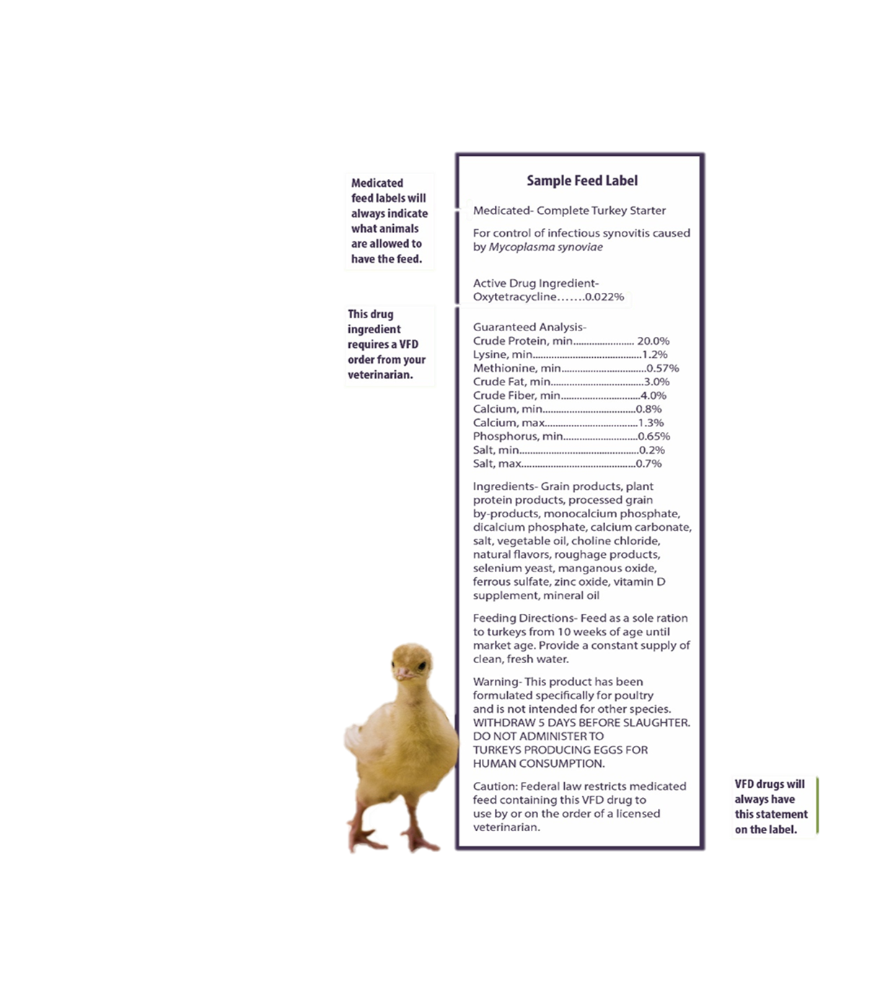 Medicated
feed labels will
always indicate
what animals
are allowed to
have the feed.
This drug
ingredient
requires a VFD
order from your
veterinarian.
Sample Feed Label
Medicated- Complete Turkey Starter
For control of infectious synovitis caused
by Mycoplasma synoviae
Active Drug Ingredient-
Oxytetracycline.......0.022%
Guaranteed Analysis-
Crude Protein, min...................... 20.0%
Lysine, min........................................1.2%
Methionine, min...............................0.57%
Crude Fat, min..................................3.0%
Crude Fiber, min.............................4.0%
Calcium, min..................................0.8%
Calcium, max..................................1.3%
Phosphorus, min...........................0.65%
Salt, min............................................0.2%
Salt, max..........................................0.7%
Ingredients- Grain products, plant
protein products, processed grain
by-products, monocalcium phosphate,
dicalcium phosphate, calcium carbonate,
salt, vegetable oil, choline chloride,
natural flavors, roughage products,
selenium yeast, manganous oxide,
ferrous sulfate, zinc oxide, vitamin D
supplement, mineral oil
Feeding Directions- Feed as a sole ration
to turkeys from 10 weeks of age until
market age. Provide a constant supply of
clean, fresh water.
Warning- This product has been
formulated specifically for poultry
and is not intended for other species.
WITHDRAW 5 DAYS BEFORE SLAUGHTER.
DO NOT ADMINISTER TO
TURKEYS PRODUCING EGGS FOR
HUMAN CONSUMPTION.
Caution: Federal law restricts medicated
feed containing this VFD drug to
use by or on the order of a licensed
veterinarian.
VFD drugs will
always have
this statement
on the label.